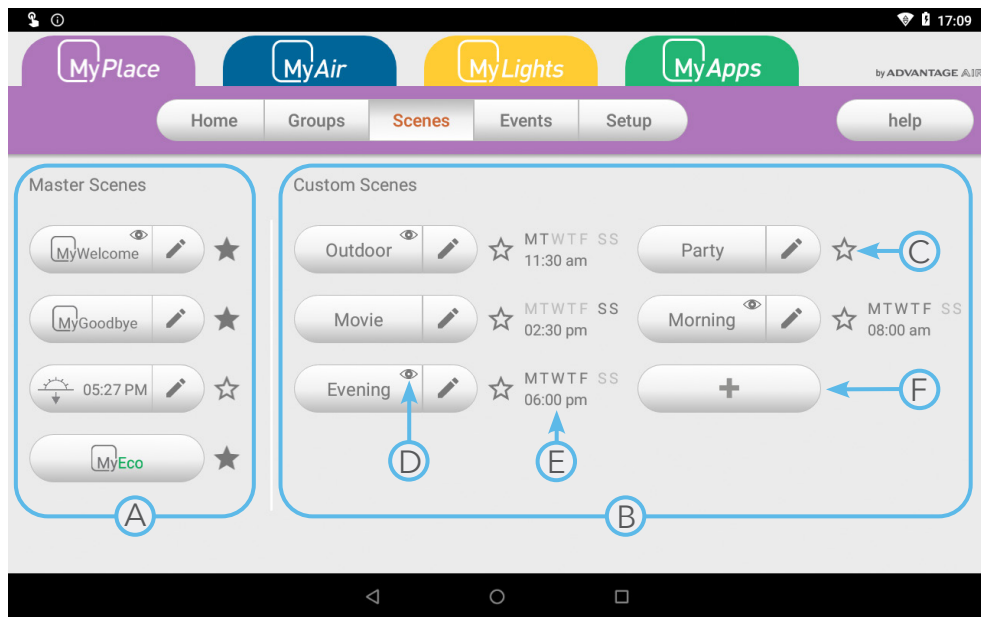 17:09
MyPlace MyAir MyLights MyApps by ADVANTAGE AIR
Home Groups Scenes Events Setup help
Master Scenes
MyWelcome
MyGoodbye
05:27 PM
MyEco
A
Custom Scenes
Outdoor MTWTF SS
11:30 am
Party C
Movie MTWTF SS
02:30 pm
Morning MTWTF SS
08:00 am
Evening MTWTF SS
06:00 pm
+ F
D E
B